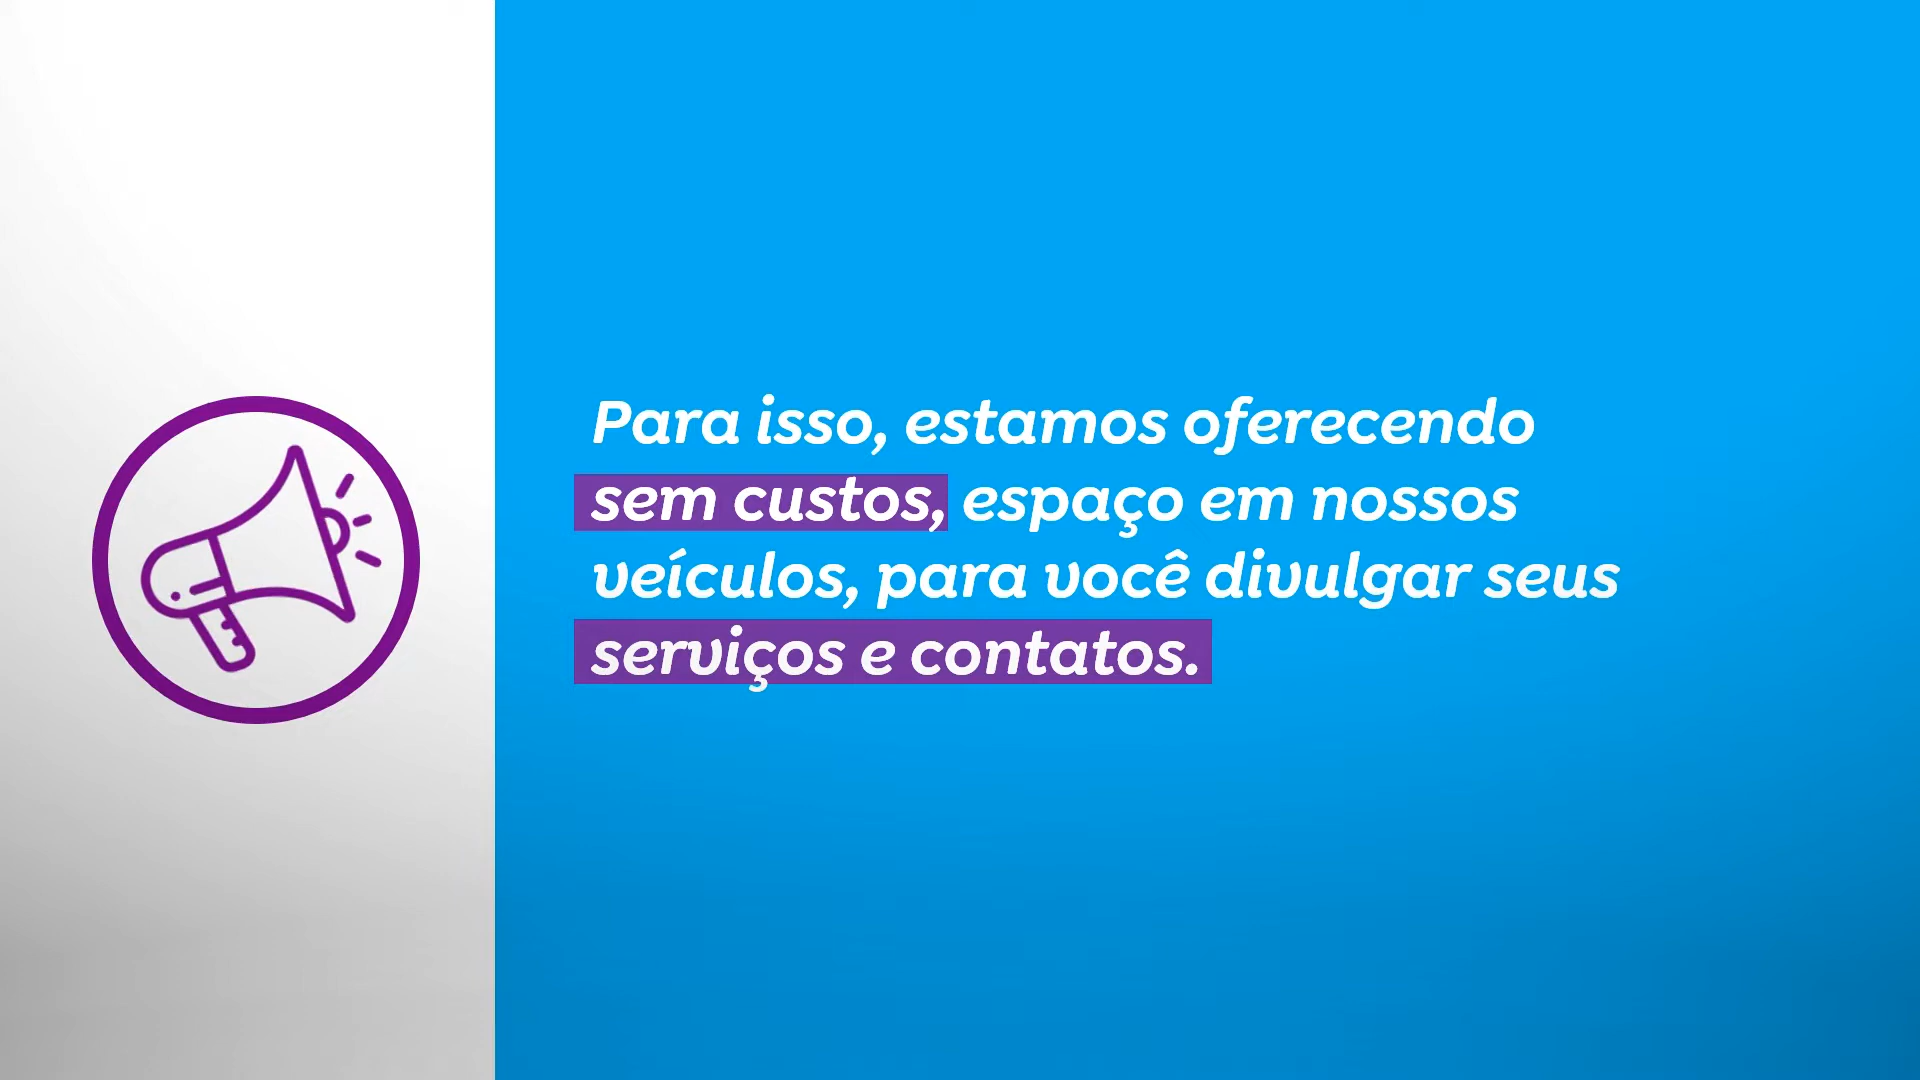 Para isso, estamos oferecendo
sem custos, espaço em nossos
veículos, para você divulgar seus
serviços e contatos.